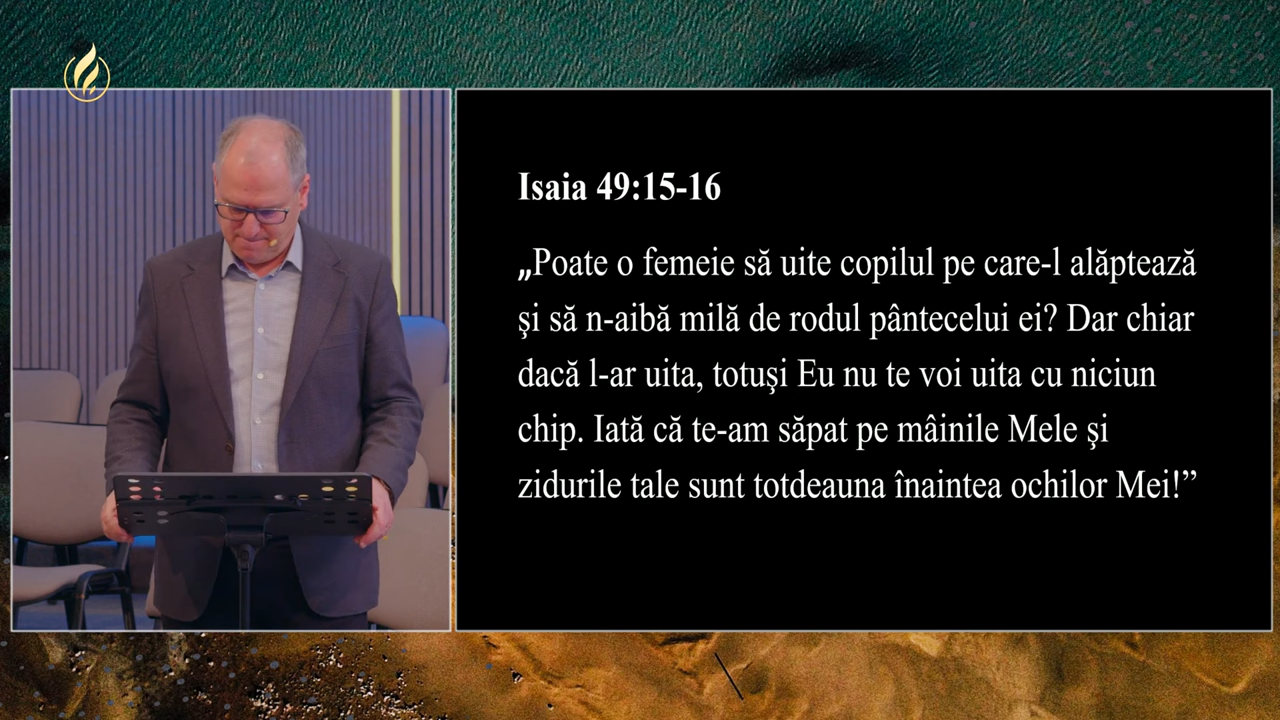 Isaia 49:15-16
„Poate o femeie să uite copilul pe care-l alăptează
şi să n-aibă milă de rodul pântecelui ei? Dar chiar
dacă l-ar uita, totuşi Eu nu te voi uita cu niciun
chip. Iată că te-am săpat pe mâinile Mele şi
zidurile tale sunt totdeauna înaintea ochilor Mei!”